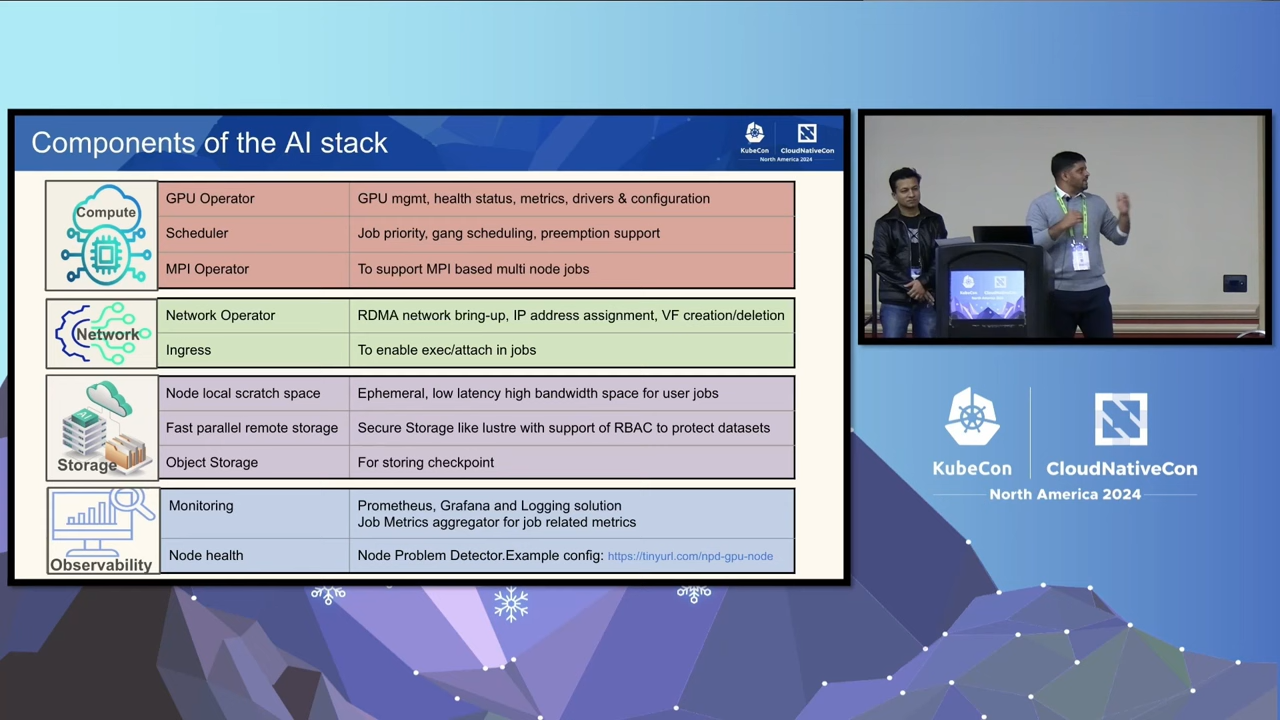 Components of the AI stack
KubeCon
CloudNativeCon
North America 2024
Compute
GPU Operator
GPU mgmt, health status, metrics, drivers & configuration
Scheduler
Job priority, gang scheduling, preemption support
MPI Operator
To support MPI based multi node jobs
Network
Network Operator
RDMA network bring-up, IP address assignment, VF creation/deletion
Ingress
To enable exec/attach in jobs
AI
Storage
Node local scratch space
Ephemeral, low latency high bandwidth space for user jobs
Fast parallel remote storage
Secure Storage like lustre with support of RBAC to protect datasets
Object Storage
For storing checkpoint
Observability
Monitoring
Prometheus, Grafana and Logging solution
Job Metrics aggregator for job related metrics
Node health
Node Problem Detector.Example config: https://tinyurl.com/npd-gpu-node
KubeCon
CloudNativeCon
North America 2024
KubeCon
CloudNativeCon
North America 2024